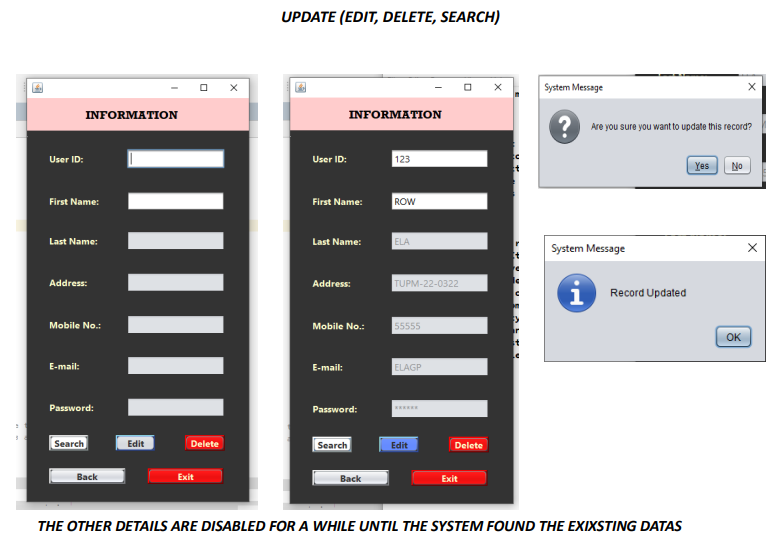 UPDATE (EDIT, DELETE, SEARCH)
INFORMATION
User ID:
First Name:
Last Name:
Address:
Mobile No.:
E-mail:
Password:
Search Edit Delete
Back Exit
INFORMATION
User ID: 123
First Name: ROW
Last Name: ELA
Address: TUPM-22-0322
Mobile No.: 55555
E-mail: ELAGP
Password: ******
Search Edit Delete
Back Exit
System Message
Are you sure you want to update this record?
Yes No
System Message
Record Updated
OK
THE OTHER DETAILS ARE DISABLED FOR A WHILE UNTIL THE SYSTEM FOUND THE EXIXSTING DATAS